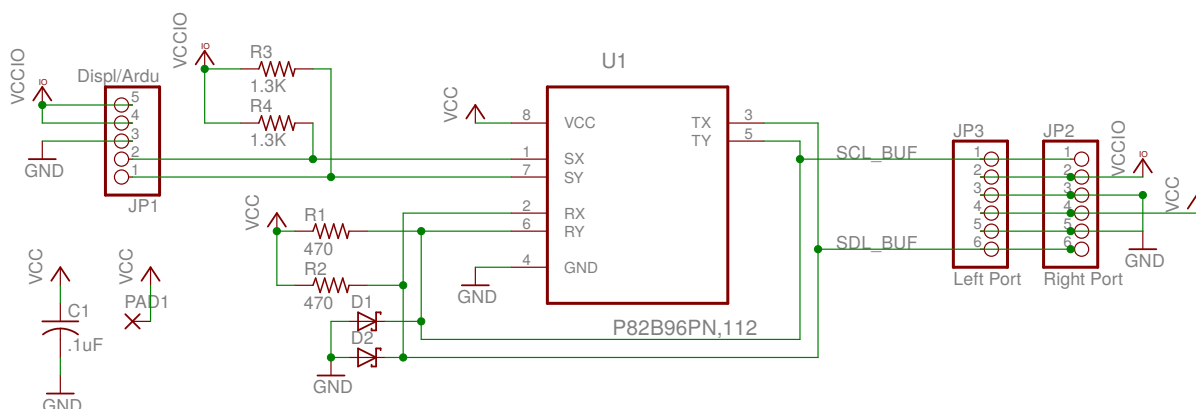 U1
VCCIO
IO
R3
1.3K
R4
1.3K
Displ/Ardu
VCCIO
IO
5
4
3
2
1
GND
JP1
VCC
8
VCC
1
SX
7
SY
2
RX
6
RY
4
GND
GND
TX
3
TY
5
P82B96PN,112
VCC
R1
470
R2
470
D1
D2
GND
SCL_BUF
SDL_BUF
JP3
1
2
3
4
5
6
Left Port
JP2
1
2
3
4
5
6
Right Port
VCCIO
IO
VCC
GND
VCC
C1
.1uF
GND
VCC
PAD1